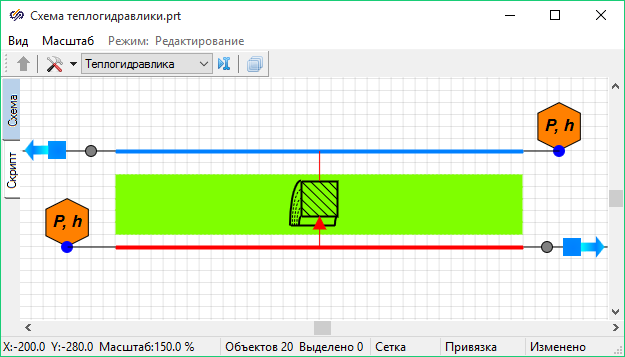 Схема теплогидравлики.prt
Вид Масштаб Режим: Редактирование
Теплогидравлика
Схема
Скрипт
P, h
P, h
X:-200.0 Y:-280.0 Масштаб:150.0 % Объектов 20 Выделено 0 Сетка Привязка Изменено